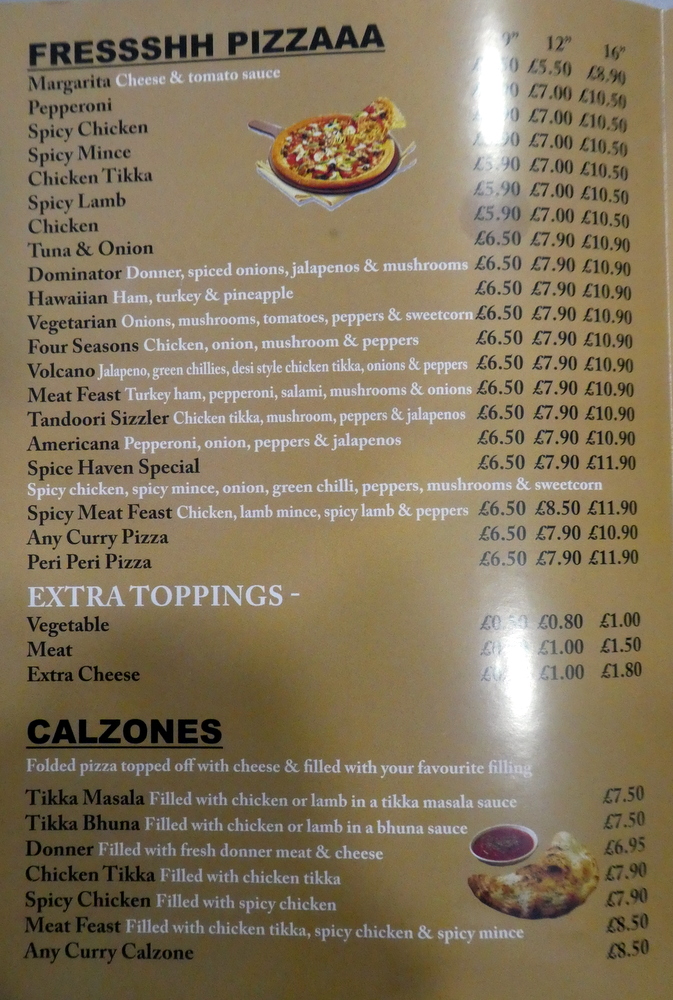 FRESSSHH PIZZAAA
12" 16"
Margarita Cheese & tomato sauce £5.50 £8.90
Pepperoni £7.00 £10.50
Spicy Chicken £7.00 £10.50
Spicy Mince £7.00 £10.50
Chicken Tikka £5.90 £7.00 £10.50
Spicy Lamb £5.90 £7.00 £10.50
Chicken £5.90 £7.00 £10.50
Tuna & Onion £6.50 £7.90 £10.90
Dominator Donner, spiced onions, jalapenos & mushrooms £6.50 £7.90 £10.90
Hawaiian Ham, turkey & pineapple £6.50 £7.90 £10.90
Vegetarian Onions, mushrooms, tomatoes, peppers & sweetcorn £6.50 £7.90 £10.90
Four Seasons Chicken, onion, mushroom & peppers £6.50 £7.90 £10.90
Volcano Jalapeno, green chillies, desi style chicken tikka, onions & peppers £6.50 £7.90 £10.90
Meat Feast Turkey ham, pepperoni, salami, mushrooms & onions £6.50 £7.90 £10.90
Tandoori Sizzler Chicken tikka, mushroom, peppers & jalapenos £6.50 £7.90 £10.90
Americana Pepperoni, onion, peppers & jalapenos £6.50 £7.90 £10.90
Spice Haven Special £6.50 £7.90 £11.90
Spicy chicken, spicy mince, onion, green chilli, peppers, mushrooms & sweetcorn
Spicy Meat Feast Chicken, lamb mince, spicy lamb & peppers £6.50 £8.50 £11.90
Any Curry Pizza £6.50 £7.90 £10.90
Peri Peri Pizza £6.50 £7.90 £11.90
EXTRA TOPPINGS -
Vegetable £0.80 £1.00
Meat £1.00 £1.50
Extra Cheese £1.00 £1.80
CALZONES
Folded pizza topped off with cheese & filled with your favourite filling
Tikka Masala Filled with chicken or lamb in a tikka masala sauce £7.50
Tikka Bhuna Filled with chicken or lamb in a bhuna sauce £7.50
Donner Filled with fresh donner meat & cheese £6.95
Chicken Tikka Filled with chicken tikka £7.90
Spicy Chicken Filled with spicy chicken £7.90
Meat Feast Filled with chicken tikka, spicy chicken & spicy mince £8.50
Any Curry Calzone £8.50